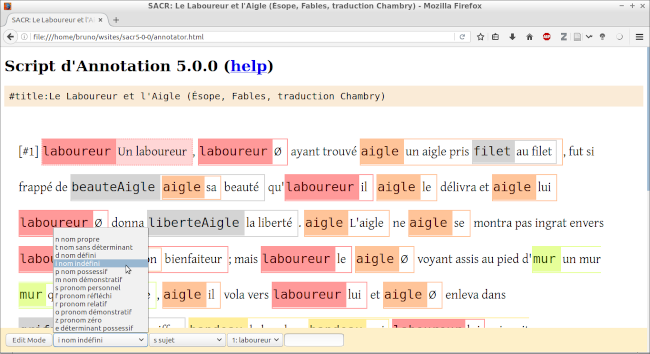 SACR: Le Laboureur et l'Aigle (Ésope, Fables, traduction Chambry) - Mozilla Firefox
SACR: Le Laboureur et l'A...
file:///home/bruno/wsites/sacr5-0-0/annotator.html
Script d'Annotation 5.0.0 (help)
#title:Le Laboureur et l'Aigle (Ésope, Fables, traduction Chambry)
[#1] laboureur Un laboureur , laboureur Ø ayant trouvé aigle un aigle pris filet au filet , fut si
frappé de beauteAigle aigle sa beauté qu' laboureur il aigle le délivra et aigle lui
laboureur Ø donna liberteAigle la liberté . aigle L'aigle ne aigle se montra pas ingrat envers
bienfaiteur ; mais laboureur le aigle Ø voyant assis au pied d' mur un mur
mur , aigle il vola vers laboureur lui et aigle Ø enleva dans
n nom propre
t nom sans déterminant
d nom défini
i nom indéfini
p nom possessif
m nom démonstratif
s pronom personnel
f pronom réfléchi
r pronom relatif
o pronom démonstratif
z pronom zéro
e déterminant possessif
Edit Mode i nom indéfini s sujet 1: laboureur